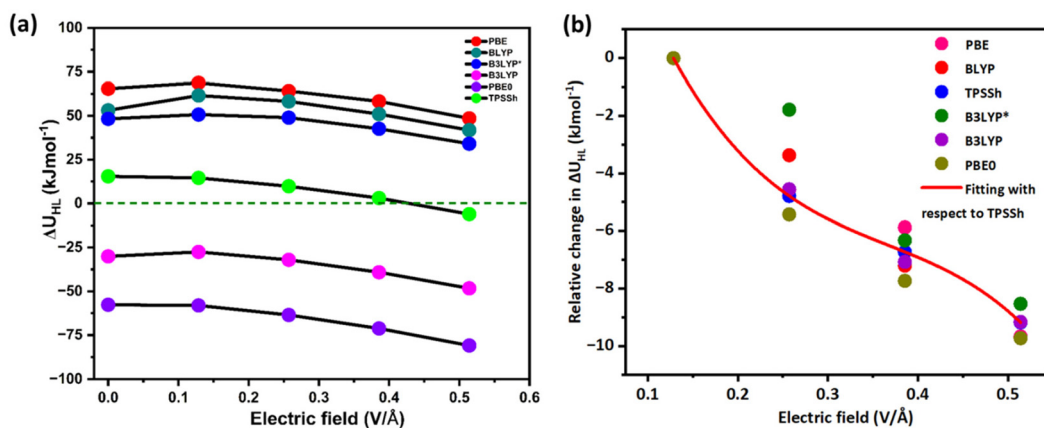 (a)
ΔU_HL (kJmol⁻¹)
100
75
50
25
0
−25
−50
−75
−100
PBE
BLYP
B3LYP*
B3LYP
PBE0
TPSSh
0.0 0.1 0.2 0.3 0.4 0.5 0.6
Electric field (V/Å)
(b)
Relative change in ΔU_HL (kJmol⁻¹)
0
−2
−4
−6
−8
−10
PBE
BLYP
TPSSh
B3LYP*
B3LYP
PBE0
Fitting with
respect to TPSSh
0.1 0.2 0.3 0.4 0.5
Electric field (V/Å)